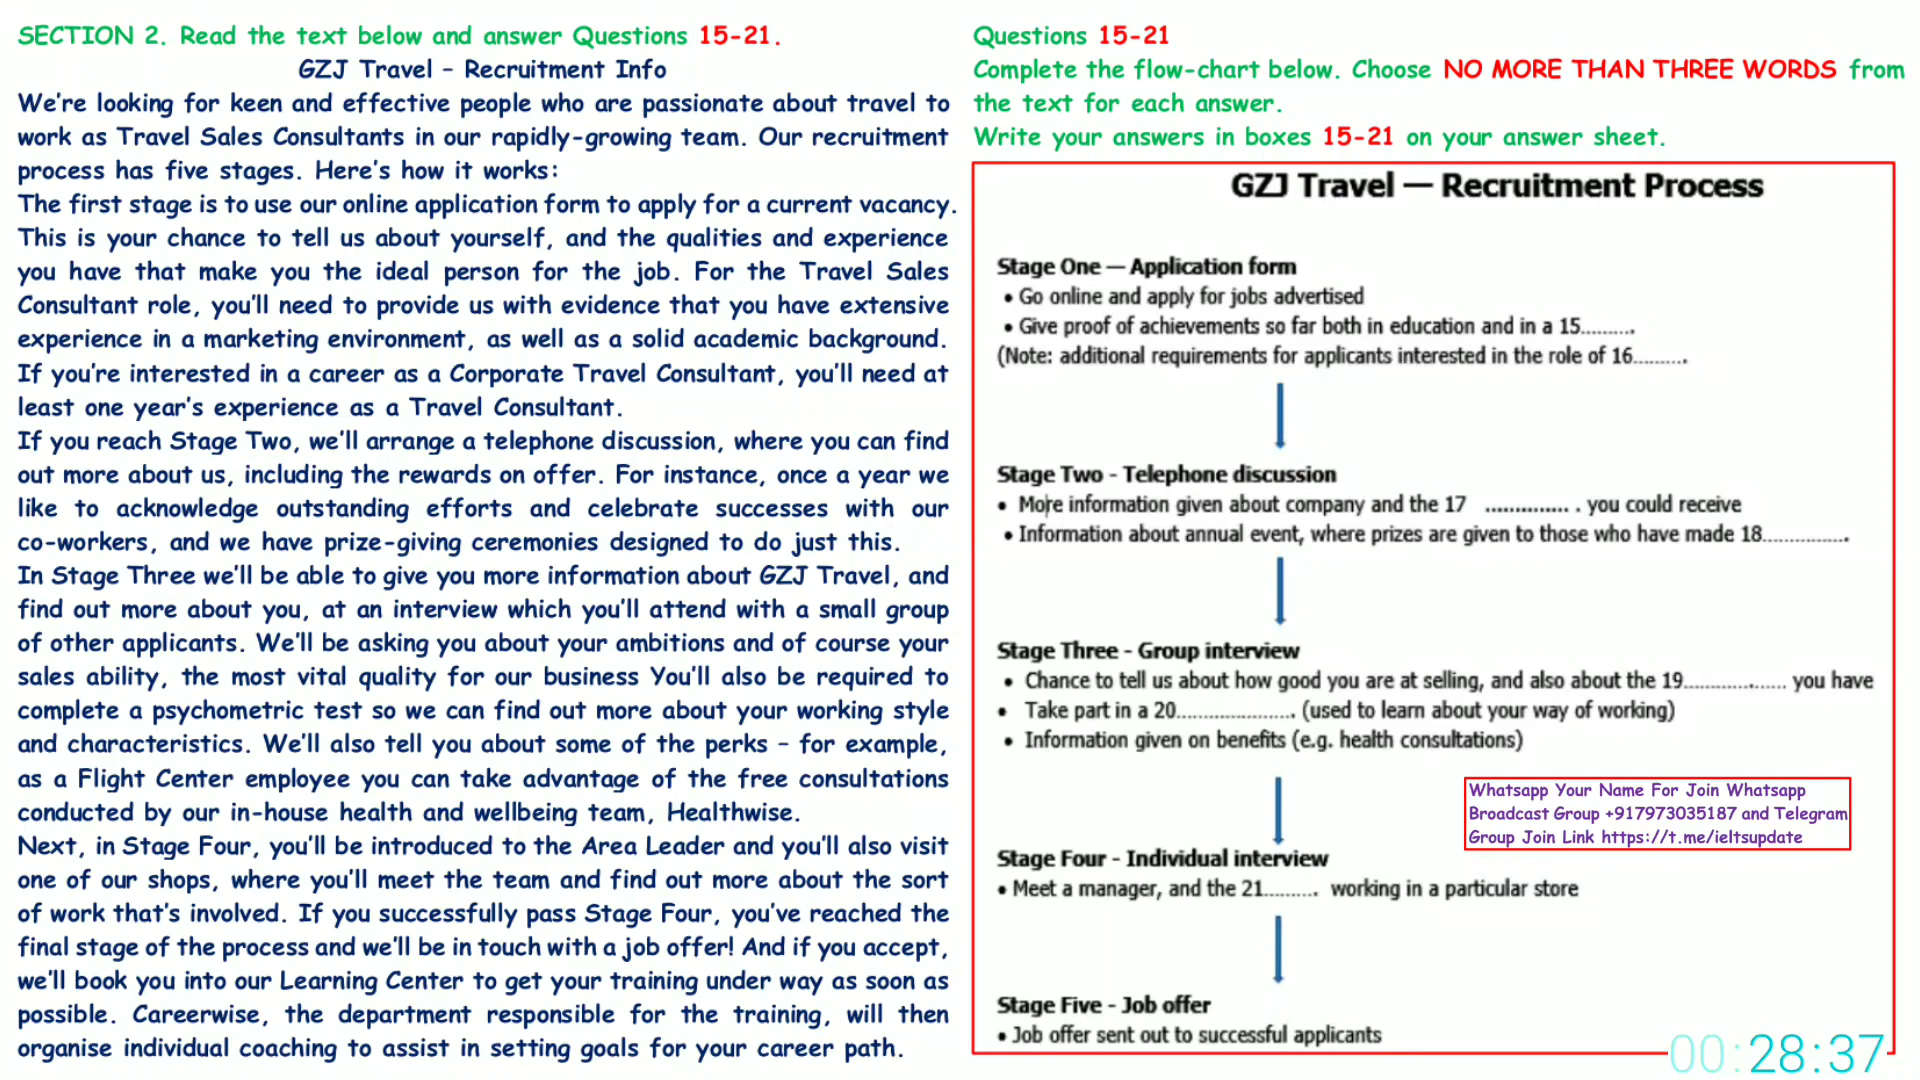 SECTION 2. Read the text below and answer Questions 15-21.
GZJ Travel – Recruitment Info
We're looking for keen and effective people who are passionate about travel to
work as Travel Sales Consultants in our rapidly-growing team. Our recruitment
process has five stages. Here's how it works:
The first stage is to use our online application form to apply for a current vacancy.
This is your chance to tell us about yourself, and the qualities and experience
you have that make you the ideal person for the job. For the Travel Sales
Consultant role, you'll need to provide us with evidence that you have extensive
experience in a marketing environment, as well as a solid academic background.
If you're interested in a career as a Corporate Travel Consultant, you'll need at
least one year's experience as a Travel Consultant.
If you reach Stage Two, we'll arrange a telephone discussion, where you can find
out more about us, including the rewards on offer. For instance, once a year we
like to acknowledge outstanding efforts and celebrate successes with our
co-workers, and we have prize-giving ceremonies designed to do just this.
In Stage Three we'll be able to give you more information about GZJ Travel, and
find out more about you, at an interview which you'll attend with a small group
of other applicants. We'll be asking you about your ambitions and of course your
sales ability, the most vital quality for our business You'll also be required to
complete a psychometric test so we can find out more about your working style
and characteristics. We'll also tell you about some of the perks – for example,
as a Flight Center employee you can take advantage of the free consultations
conducted by our in-house health and wellbeing team, Healthwise.
Next, in Stage Four, you'll be introduced to the Area Leader and you'll also visit
one of our shops, where you'll meet the team and find out more about the sort
of work that's involved. If you successfully pass Stage Four, you've reached the
final stage of the process and we'll be in touch with a job offer! And if you accept,
we'll book you into our Learning Center to get your training under way as soon as
possible. Careerwise, the department responsible for the training, will then
organise individual coaching to assist in setting goals for your career path.
Questions 15-21
Complete the flow-chart below. Choose NO MORE THAN THREE WORDS from
the text for each answer.
Write your answers in boxes 15-21 on your answer sheet.
GZJ Travel — Recruitment Process
Stage One — Application form
• Go online and apply for jobs advertised
• Give proof of achievements so far both in education and in a 15..........
(Note: additional requirements for applicants interested in the role of 16..........
Stage Two - Telephone discussion
• More information given about company and the 17 .............. . you could receive
• Information about annual event, where prizes are given to those who have made 18................
Stage Three - Group interview
• Chance to tell us about how good you are at selling, and also about the 19................... you have
• Take part in a 20...................... (used to learn about your way of working)
• Information given on benefits (e.g. health consultations)
Whatsapp Your Name For Join Whatsapp
Broadcast Group +917973035187 and Telegram
Group Join Link https://t.me/ieltsupdate
Stage Four - Individual interview
• Meet a manager, and the 21......... . working in a particular store
Stage Five - Job offer
• Job offer sent out to successful applicants
00:28:37